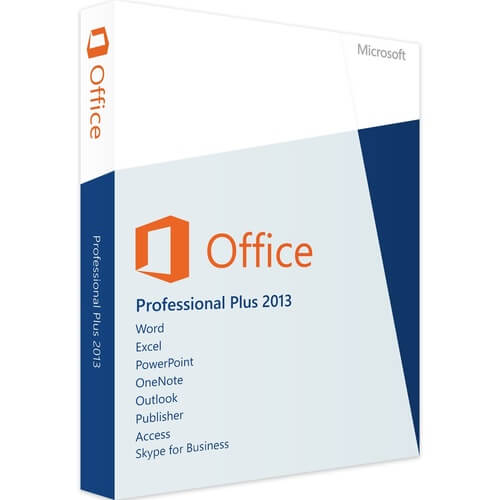 Office
Professional Plus 2013
Microsoft
Office
Professional Plus 2013
Word
Excel
PowerPoint
OneNote
Outlook
Publisher
Access
Skype for Business